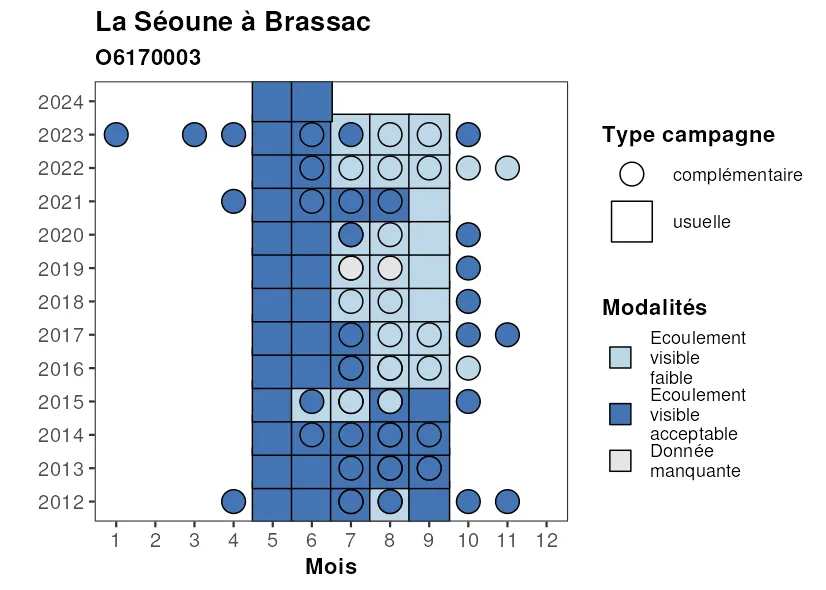 La Séoune à Brassac
O6170003
2024
2023
2022
2021
2020
2019
2018
2017
2016
2015
2014
2013
2012
1 2 3 4 5 6 7 8 9 10 11 12
Mois
Type campagne
complémentaire
usuelle
Modalités
Ecoulement
visible
faible
Ecoulement
visible
acceptable
Donnée
manquante